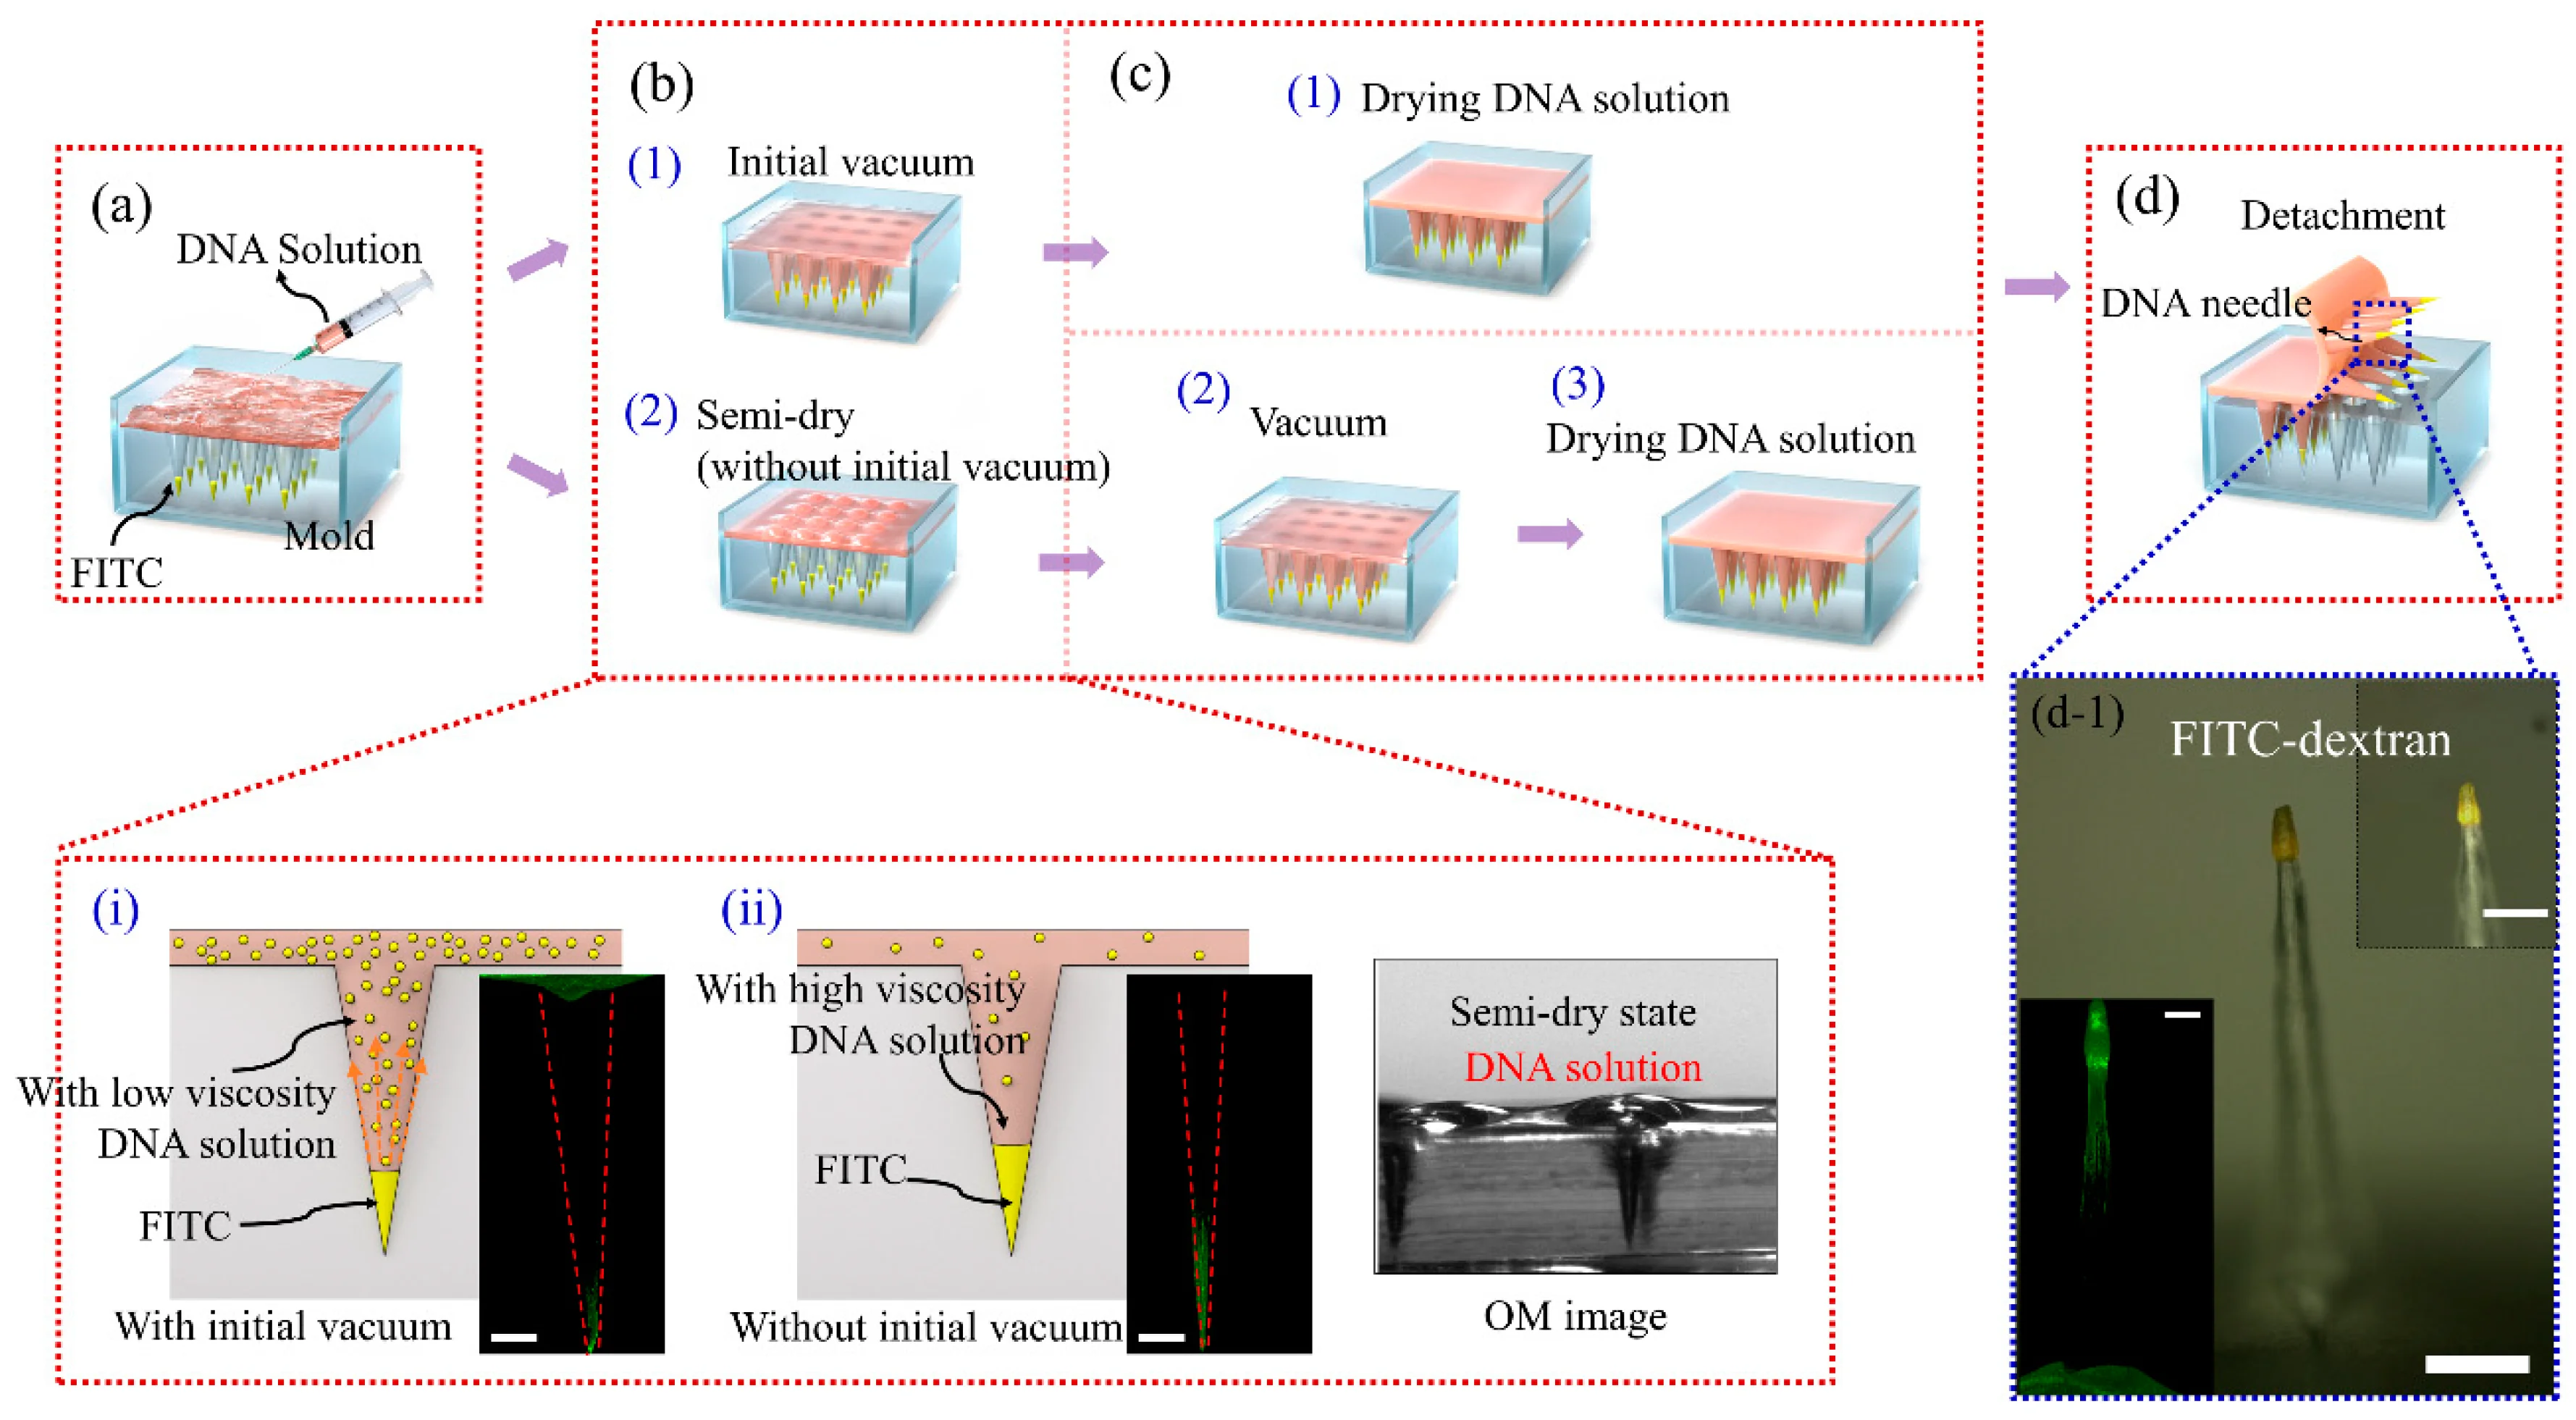 (a)
DNA Solution
FITC
Mold
(b)
(1)
Initial vacuum
(2)
Semi-dry
(without initial vacuum)
(c)
(1) Drying DNA solution
(2)
Vacuum
(3)
Drying DNA solution
(d)
Detachment
DNA needle
(d-1)
FITC-dextran
(i)
With low viscosity
DNA solution
FITC
With initial vacuum
(ii)
With high viscosity
DNA solution
FITC
Without initial vacuum
Semi-dry state
DNA solution
OM image